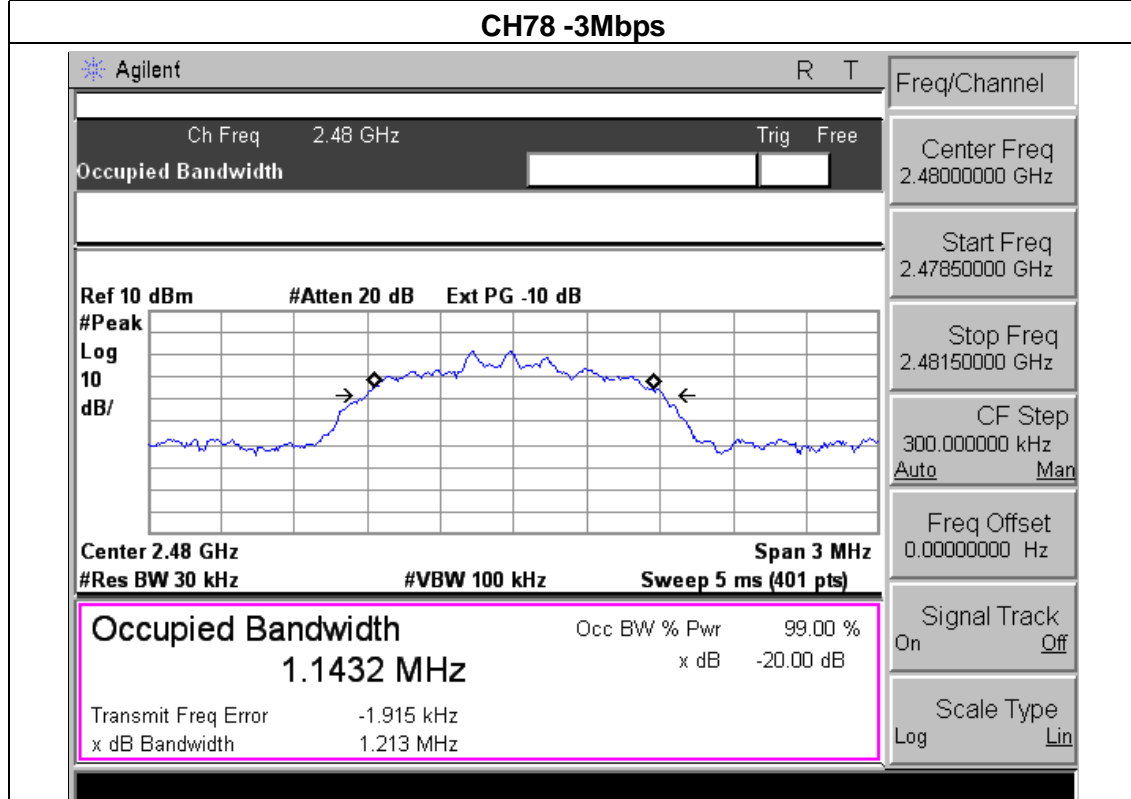 CH78 -3Mbps
Agilent R T
Ch Freq 2.48 GHz Trig Free
Occupied Bandwidth
Ref 10 dBm #Atten 20 dB Ext PG -10 dB
#Peak
Log
10
dB/
Center 2.48 GHz Span 3 MHz
#Res BW 30 kHz #VBW 100 kHz Sweep 5 ms (401 pts)
Occupied Bandwidth
1.1432 MHz
Occ BW % Pwr 99.00 %
x dB -20.00 dB
Transmit Freq Error -1.915 kHz
x dB Bandwidth 1.213 MHz
Freq/Channel
Center Freq
2.48000000 GHz
Start Freq
2.47850000 GHz
Stop Freq
2.48150000 GHz
CF Step
300.000000 kHz
Auto Man
Freq Offset
0.00000000 Hz
Signal Track
On Off
Scale Type
Log Lin